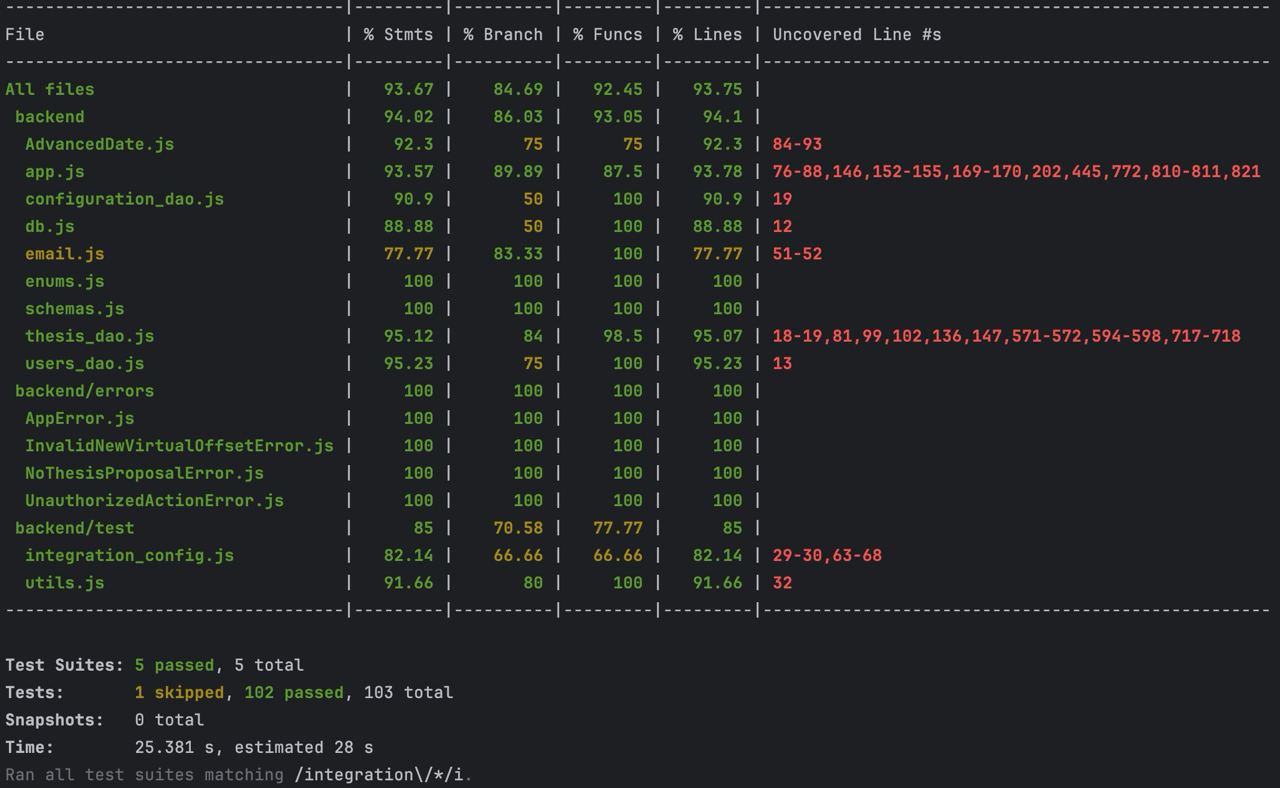 ---------------------------------|---------|----------|---------|---------|---------------------------------------------------
File                             | % Stmts | % Branch | % Funcs | % Lines | Uncovered Line #s
---------------------------------|---------|----------|---------|---------|---------------------------------------------------
All files                        |   93.67 |    84.69 |   92.45 |   93.75 |
 backend                         |   94.02 |    86.03 |   93.05 |    94.1 |
  AdvancedDate.js                |    92.3 |       75 |      75 |    92.3 | 84-93
  app.js                         |   93.57 |    89.89 |    87.5 |   93.78 | 76-88,146,152-155,169-170,202,445,772,810-811,821
  configuration_dao.js           |    90.9 |       50 |     100 |    90.9 | 19
  db.js                          |   88.88 |       50 |     100 |   88.88 | 12
  email.js                       |   77.77 |    83.33 |     100 |   77.77 | 51-52
  enums.js                       |     100 |      100 |     100 |     100 |
  schemas.js                     |     100 |      100 |     100 |     100 |
  thesis_dao.js                  |   95.12 |       84 |    98.5 |   95.07 | 18-19,81,99,102,136,147,571-572,594-598,717-718
  users_dao.js                   |   95.23 |       75 |     100 |   95.23 | 13
 backend/errors                  |     100 |      100 |     100 |     100 |
  AppError.js                    |     100 |      100 |     100 |     100 |
  InvalidNewVirtualOffsetError.js |     100 |      100 |     100 |     100 |
  NoThesisProposalError.js       |     100 |      100 |     100 |     100 |
  UnauthorizedActionError.js     |     100 |      100 |     100 |     100 |
 backend/test                    |      85 |    70.58 |   77.77 |      85 |
  integration_config.js          |   82.14 |    66.66 |   66.66 |   82.14 | 29-30,63-68
  utils.js                       |   91.66 |       80 |     100 |   91.66 | 32
---------------------------------|---------|----------|---------|---------|---------------------------------------------------
Test Suites: 5 passed, 5 total
Tests:       1 skipped, 102 passed, 103 total
Snapshots:   0 total
Time:        25.381 s, estimated 28 s
Ran all test suites matching /integration\/*/i.